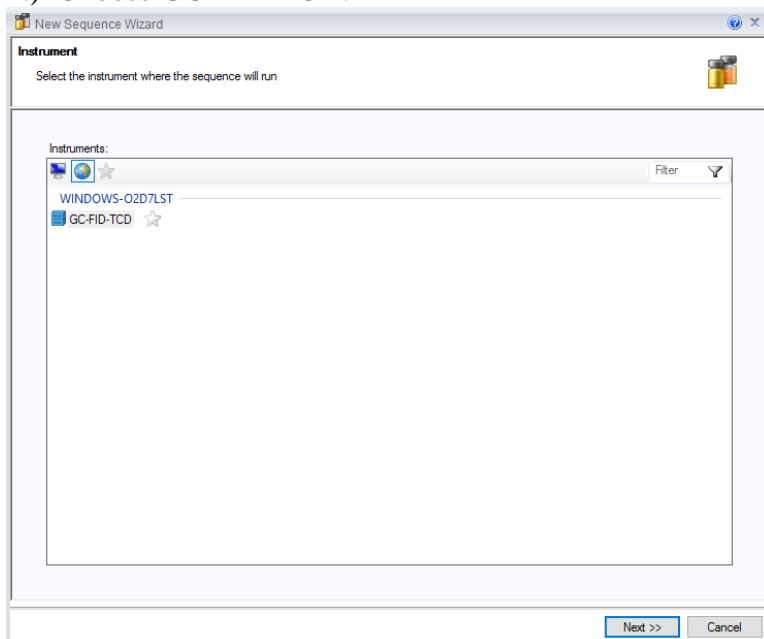 New Sequence Wizard
Instrument
Select the instrument where the sequence will run
Instruments:
Filter
WINDOWS-O2D7LST
GC-FID-TCD
Next >>
Cancel